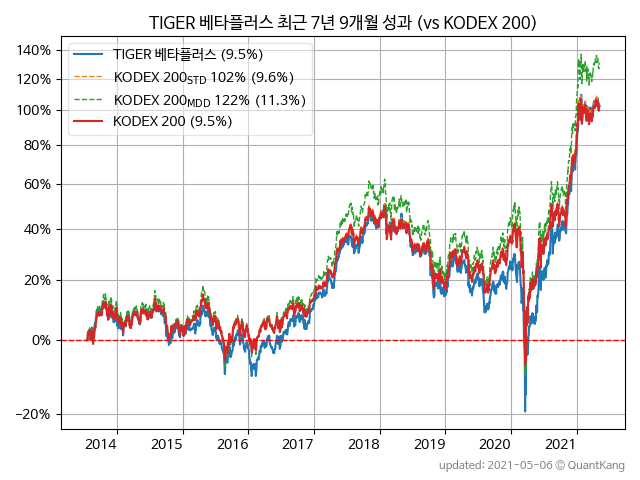 TIGER 베타플러스 최근 7년 9개월 성과 (vs KODEX 200)
TIGER 베타플러스 (9.5%)
KODEX 200STD 102% (9.6%)
KODEX 200MDD 122% (11.3%)
KODEX 200 (9.5%)
140%
120%
100%
80%
60%
40%
20%
0%
−20%
2014 2015 2016 2017 2018 2019 2020 2021
updated: 2021-05-06 ⓒ QuantKang